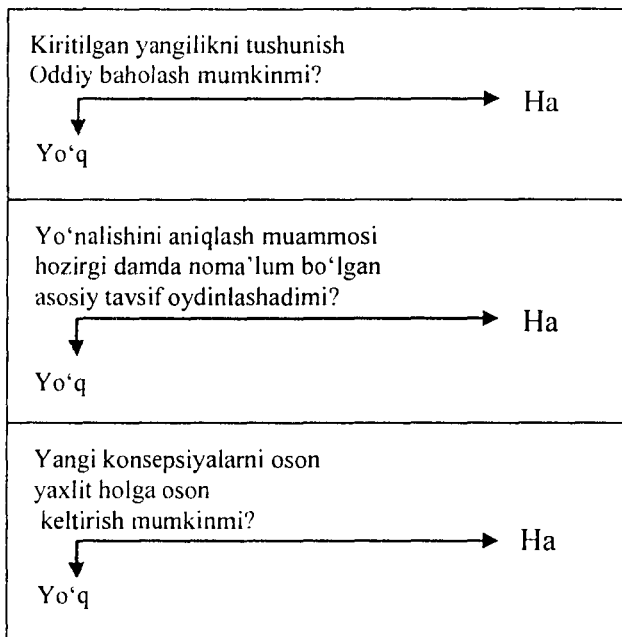 Kiritilgan yangilikni tushunish
Oddiy baholash mumkinmi?
Ha
Yo‘q
Yo‘nalishini aniqlash muammosi
hozirgi damda noma’lum bo‘lgan
asosiy tavsif oydinlashadimi?
Ha
Yo‘q
Yangi konsepsiyalarni oson
yaxlit holga oson
keltirish mumkinmi?
Ha
Yo‘q